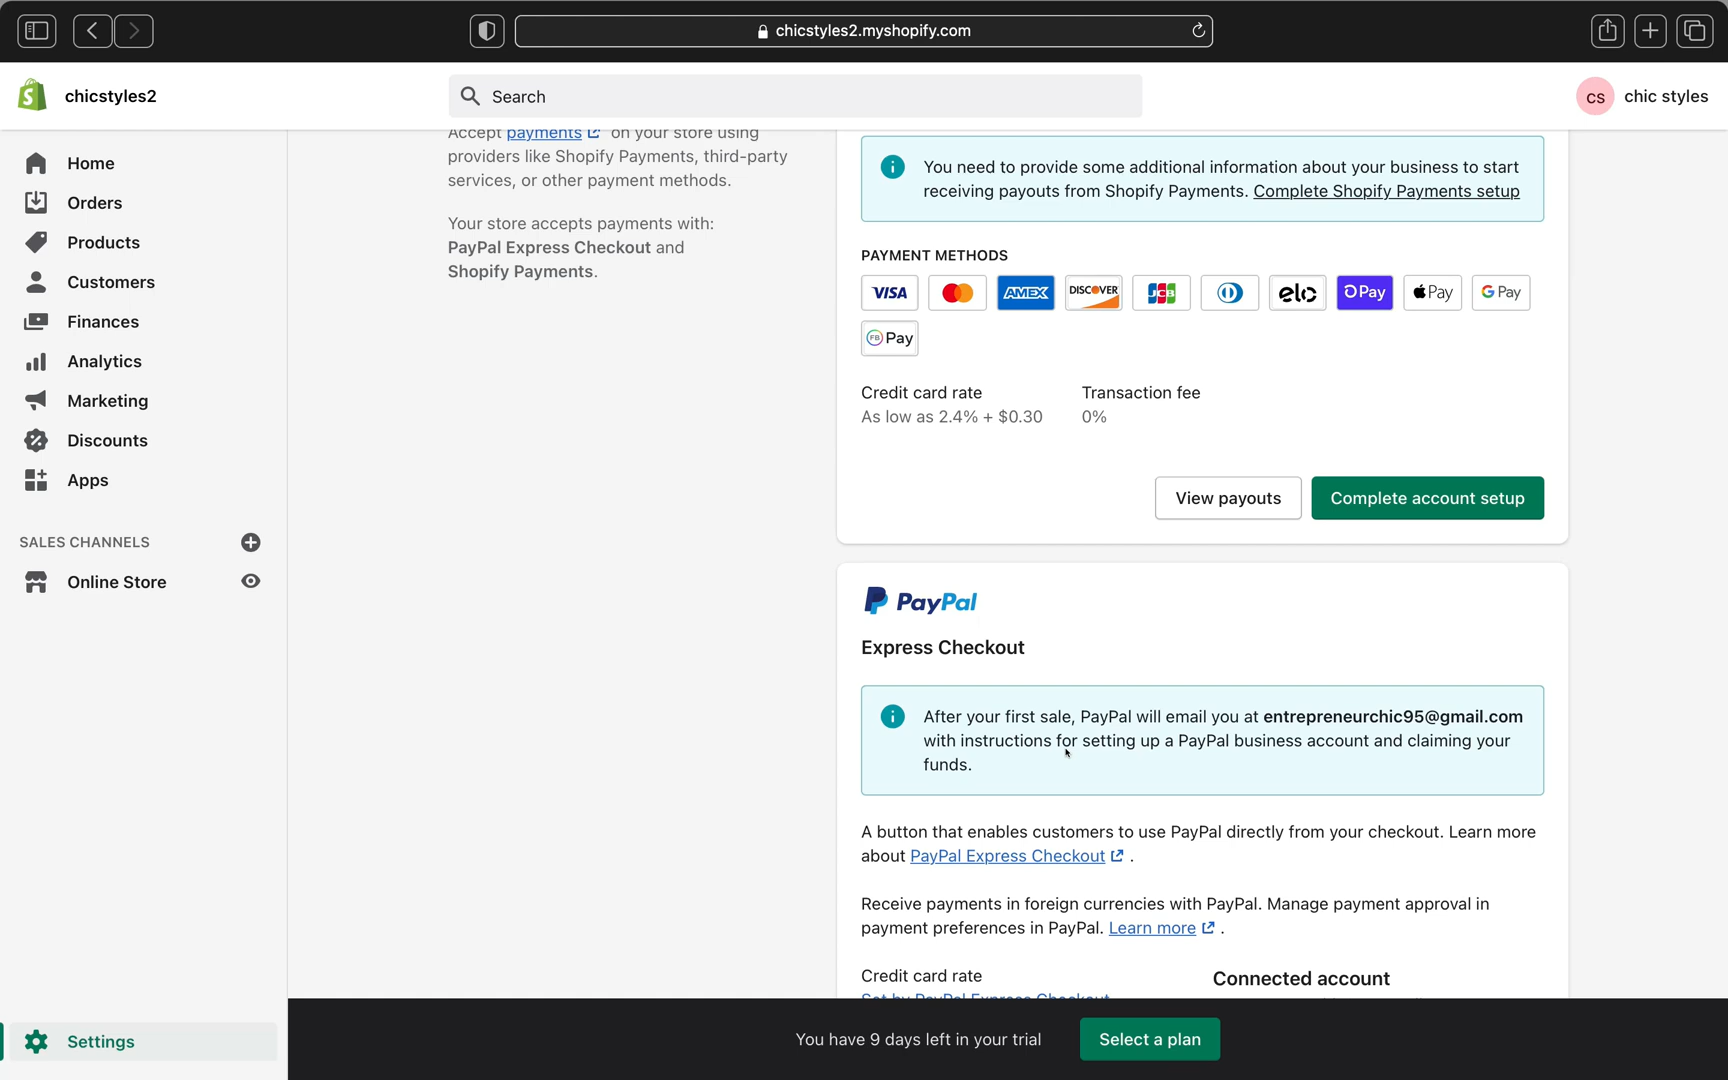 chicstyles2.myshopify.com
chicstyles2
Search
CS
chic styles
Home
Orders
Products
Customers
Finances
Analytics
Marketing
Discounts
Apps
SALES CHANNELS
Online Store
Settings
Accept payments on your store using
providers like Shopify Payments, third-party
services, or other payment methods.
Your store accepts payments with:
PayPal Express Checkout and
Shopify Payments.
You need to provide some additional information about your business to start
receiving payouts from Shopify Payments. Complete Shopify Payments setup
PAYMENT METHODS
VISA
AMEX
DISCOVER
JCB
elo
Pay
Pay
G Pay
FB Pay
Credit card rate
Transaction fee
As low as 2.4% + $0.30
0%
View payouts
Complete account setup
PayPal
Express Checkout
After your first sale, PayPal will email you at entrepreneurchic95@gmail.com
with instructions for setting up a PayPal business account and claiming your
funds.
A button that enables customers to use PayPal directly from your checkout. Learn more
about PayPal Express Checkout .
Receive payments in foreign currencies with PayPal. Manage payment approval in
payment preferences in PayPal. Learn more .
Credit card rate
Connected account
Set by PayPal Express Checkout
You have 9 days left in your trial
Select a plan